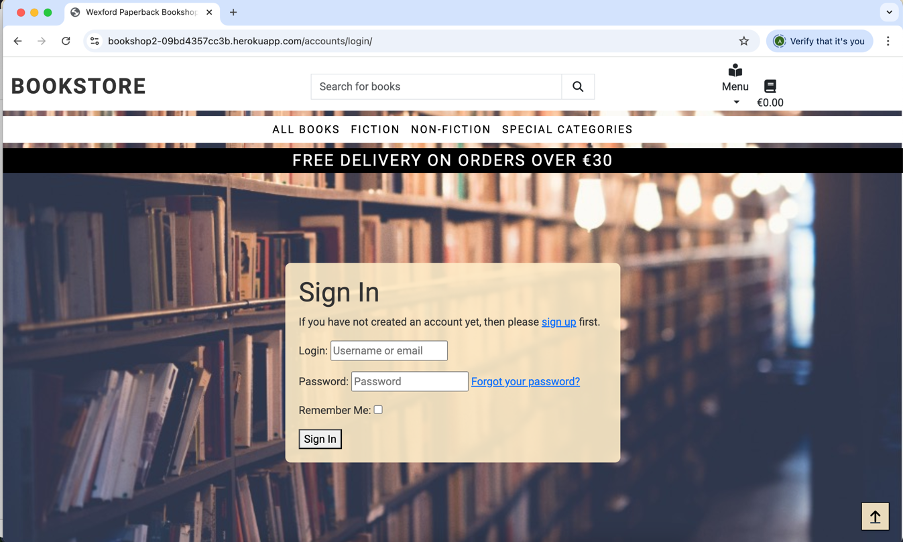 Wexford Paperback Bookshop
bookshop2-09bd4357cc3b.herokuapp.com/accounts/login/
Verify that it's you
BOOKSTORE
Search for books
Menu
€0.00
ALL BOOKS FICTION NON-FICTION SPECIAL CATEGORIES
FREE DELIVERY ON ORDERS OVER €30
Sign In
If you have not created an account yet, then please sign up first.
Login: Username or email
Password: Password Forgot your password?
Remember Me:
Sign In